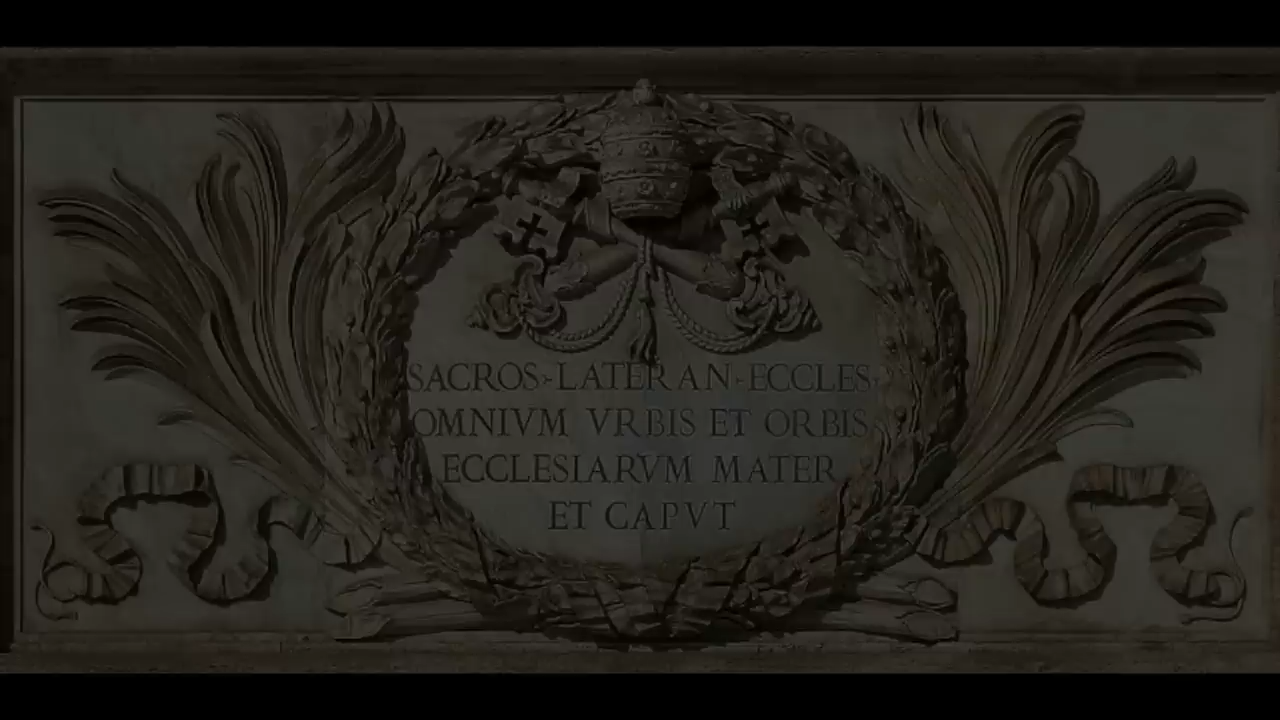 SACROS · LATERAN · ECCLES ·
OMNIVM VRBIS ET ORBIS
ECCLESIARVM MATER
ET CAPVT